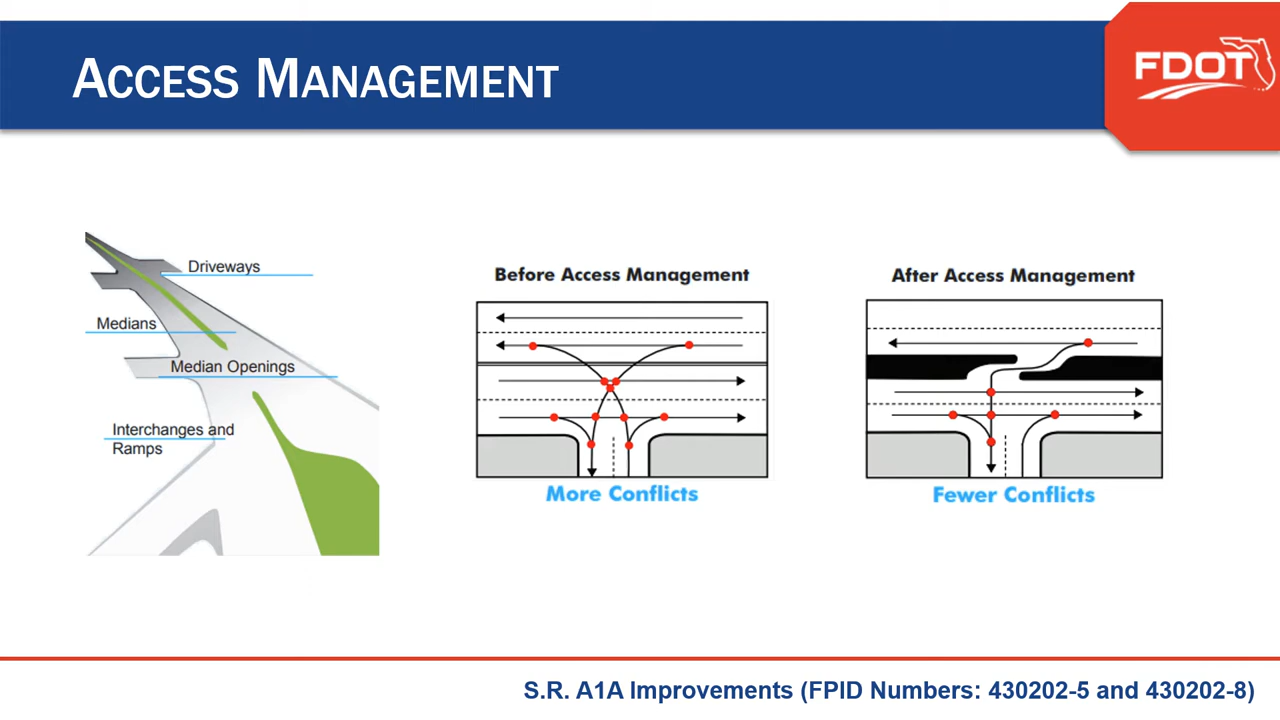 ACCESS MANAGEMENT
FDOT
Driveways
Medians
Median Openings
Interchanges and
Ramps
Before Access Management
More Conflicts
After Access Management
Fewer Conflicts
S.R. A1A Improvements (FPID Numbers: 430202-5 and 430202-8)